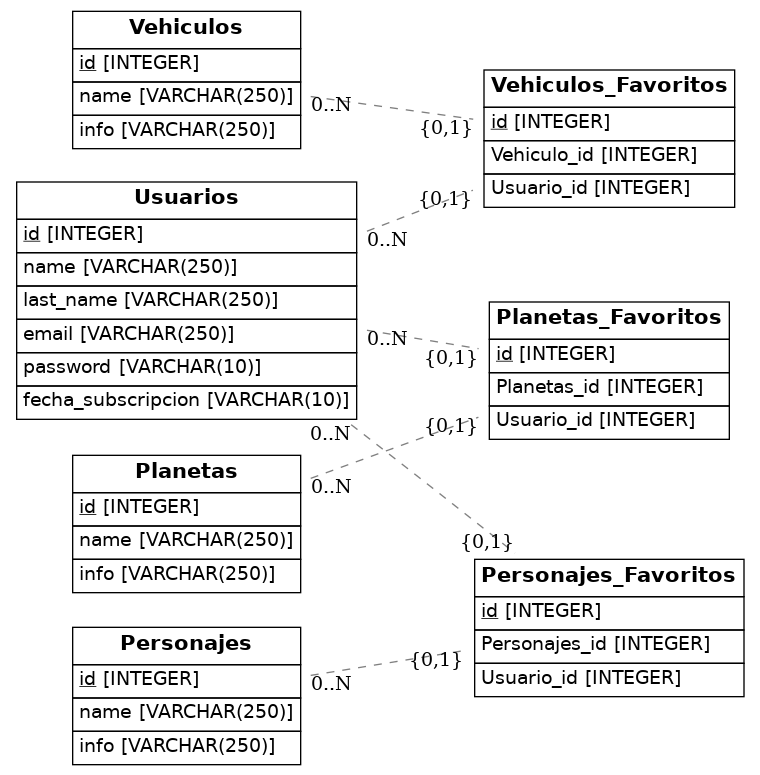 Vehiculos
id [INTEGER]
name [VARCHAR(250)]
info [VARCHAR(250)]
0..N
{0,1}
Vehiculos_Favoritos
id [INTEGER]
Vehiculo_id [INTEGER]
Usuario_id [INTEGER]
{0,1}
0..N
Usuarios
id [INTEGER]
name [VARCHAR(250)]
last_name [VARCHAR(250)]
email [VARCHAR(250)]
password [VARCHAR(10)]
fecha_subscripcion [VARCHAR(10)]
0..N
{0,1}
Planetas_Favoritos
id [INTEGER]
Planetas_id [INTEGER]
Usuario_id [INTEGER]
{0,1}
0..N
0..N
Planetas
id [INTEGER]
name [VARCHAR(250)]
info [VARCHAR(250)]
{0,1}
Personajes_Favoritos
id [INTEGER]
Personajes_id [INTEGER]
Usuario_id [INTEGER]
{0,1}
0..N
Personajes
id [INTEGER]
name [VARCHAR(250)]
info [VARCHAR(250)]